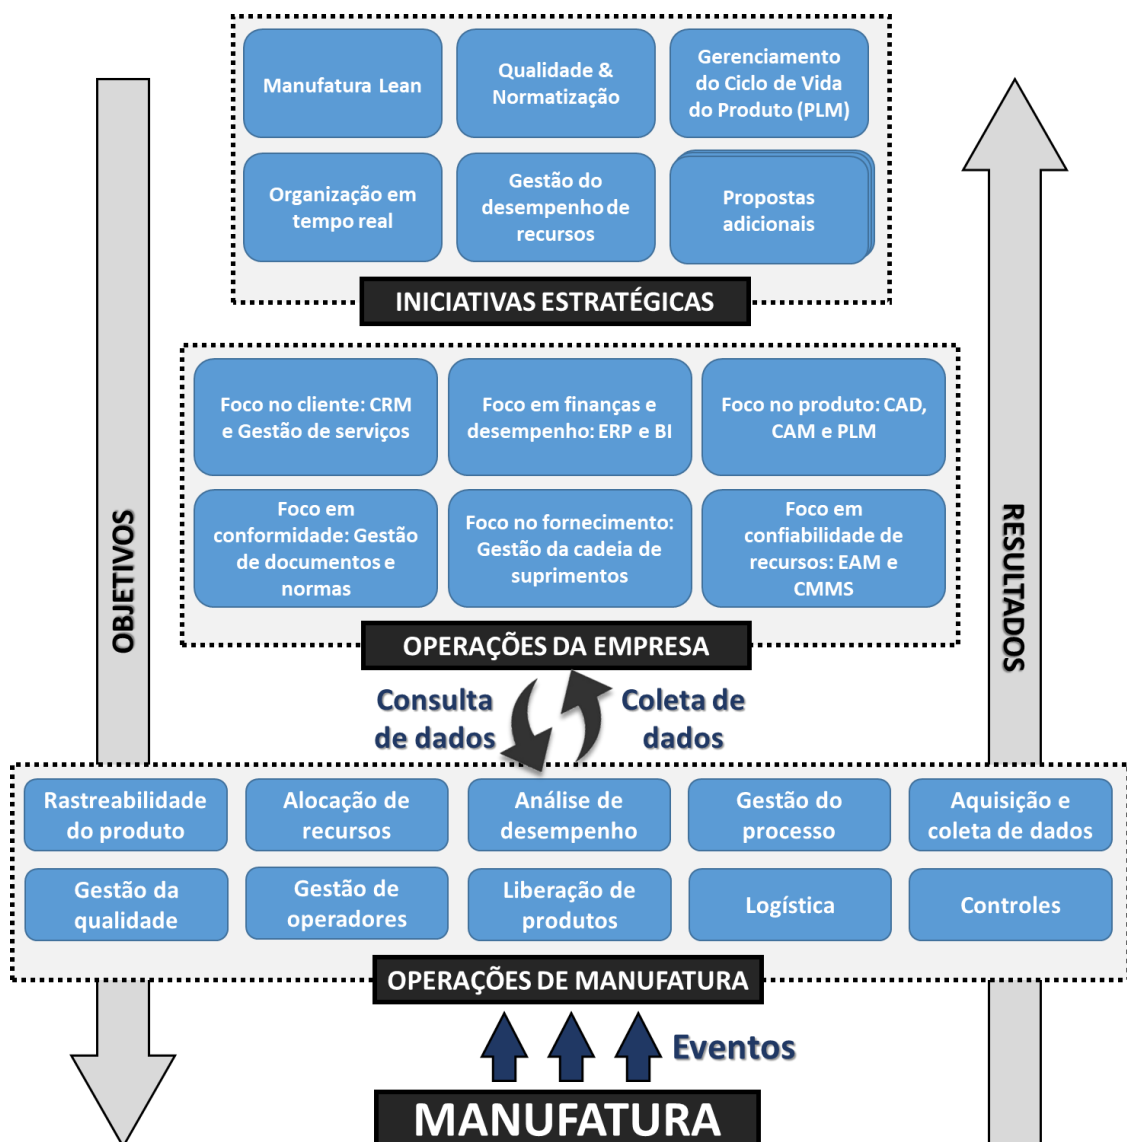 Manufatura Lean
Qualidade &
Normatização
Gerenciamento
do Ciclo de Vida
do Produto (PLM)
Organização em
tempo real
Gestão do
desempenho de
recursos
Propostas
adicionais
INICIATIVAS ESTRATÉGICAS
Foco no cliente: CRM
e Gestão de serviços
Foco em finanças e
desempenho: ERP e BI
Foco no produto: CAD,
CAM e PLM
Foco em
conformidade: Gestão
de documentos e
normas
Foco no fornecimento:
Gestão da cadeia de
suprimentos
Foco em
confiabilidade de
recursos: EAM e
CMMS
OPERAÇÕES DA EMPRESA
OBJETIVOS
RESULTADOS
Consulta
de dados
Coleta de
dados
Rastreabilidade
do produto
Alocação de
recursos
Análise de
desempenho
Gestão do
processo
Aquisição e
coleta de dados
Gestão da
qualidade
Gestão de
operadores
Liberação de
produtos
Logística
Controles
OPERAÇÕES DE MANUFATURA
Eventos
MANUFATURA